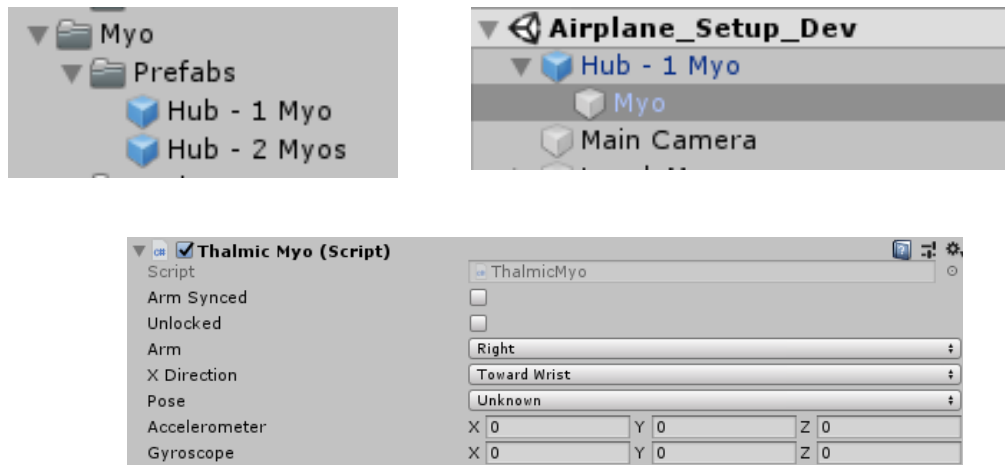 Myo
Prefabs
Hub - 1 Myo
Hub - 2 Myos
Airplane_Setup_Dev
Hub - 1 Myo
Myo
Main Camera
Thalmic Myo (Script)
Script ThalmicMyo
Arm Synced
Unlocked
Arm Right
X Direction Toward Wrist
Pose Unknown
Accelerometer X 0 Y 0 Z 0
Gyroscope X 0 Y 0 Z 0